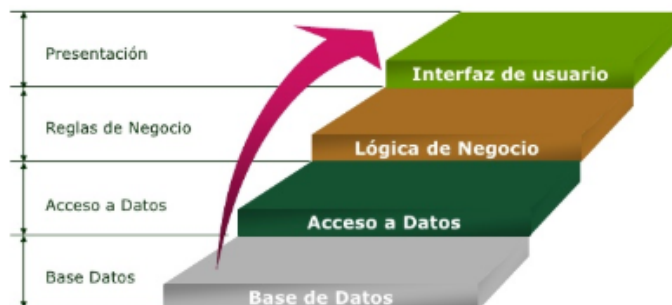 Presentación
Interfaz de usuario
Reglas de Negocio
Lógica de Negocio
Acceso a Datos
Acceso a Datos
Base Datos
Base de Datos